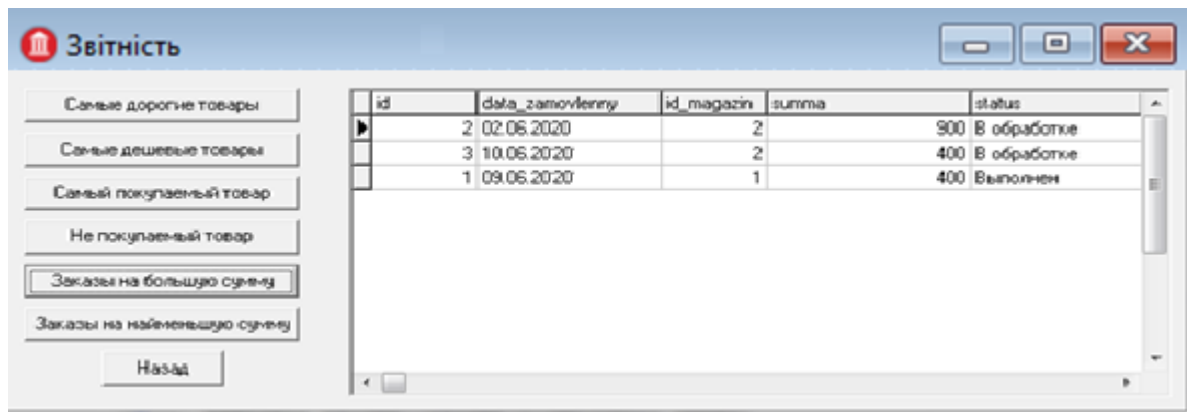 Звітність
Самые дорогие товары
Самые дешевые товары
Самый покупаемый товар
Не покупаемый товар
Заказы на большую сумму
Заказы на найменьшую сумму
Назад
id data_zamovlenny id_magazin summa status
2 02.06.2020 2 900 В обработке
3 10.06.2020 2 400 В обработке
1 09.06.2020 1 400 Выполнен